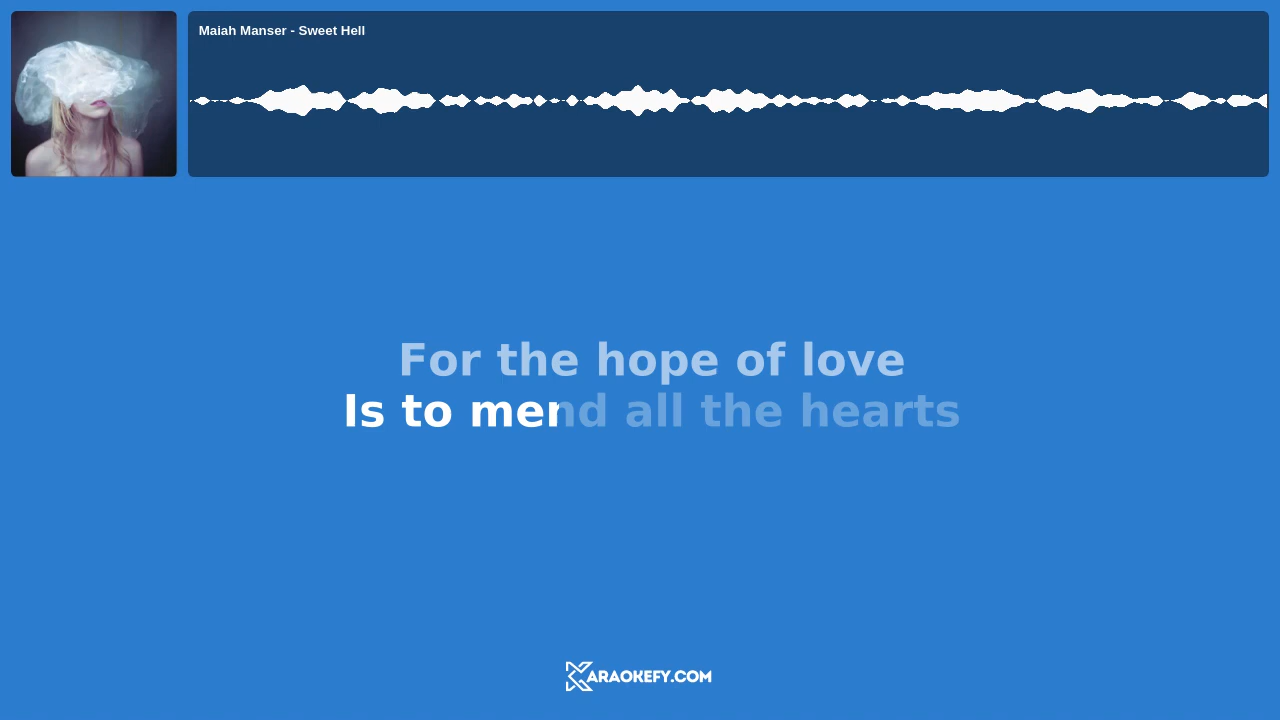 Maiah Manser - Sweet Hell
For the hope of love
Is to mend all the hearts
KARAOKEFY.COM